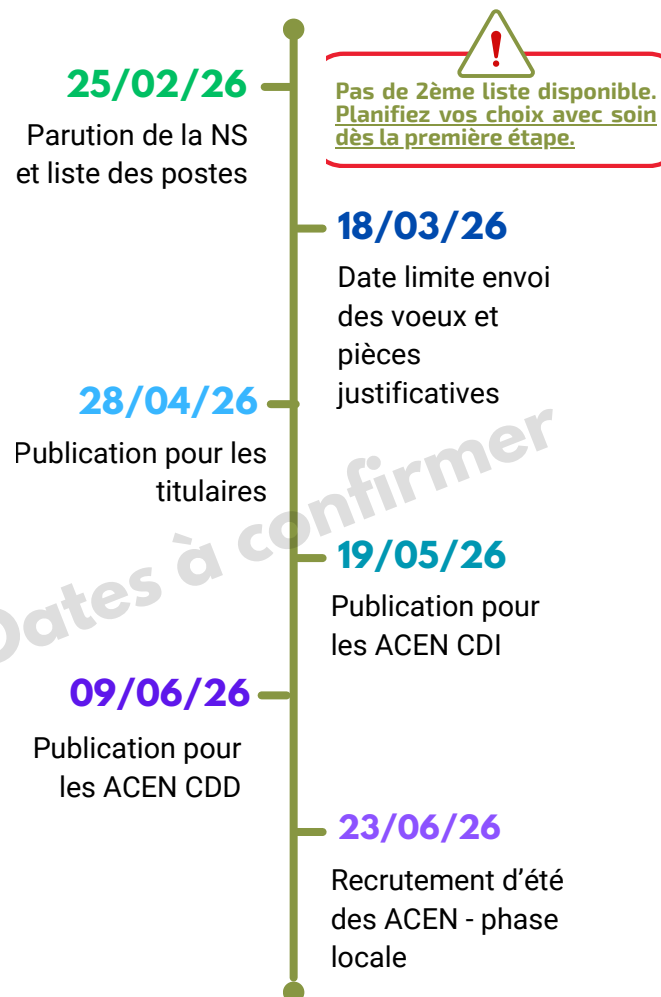 25/02/26
Parution de la NS
et liste des postes
!
Pas de 2ème liste disponible.
Planifiez vos choix avec soin
dès la première étape.
18/03/26
Date limite envoi
des voeux et
pièces
justificatives
28/04/26
Publication pour les
titulaires
Dates à confirmer
19/05/26
Publication pour
les ACEN CDI
09/06/26
Publication pour
les ACEN CDD
23/06/26
Recrutement d’été
des ACEN - phase
locale